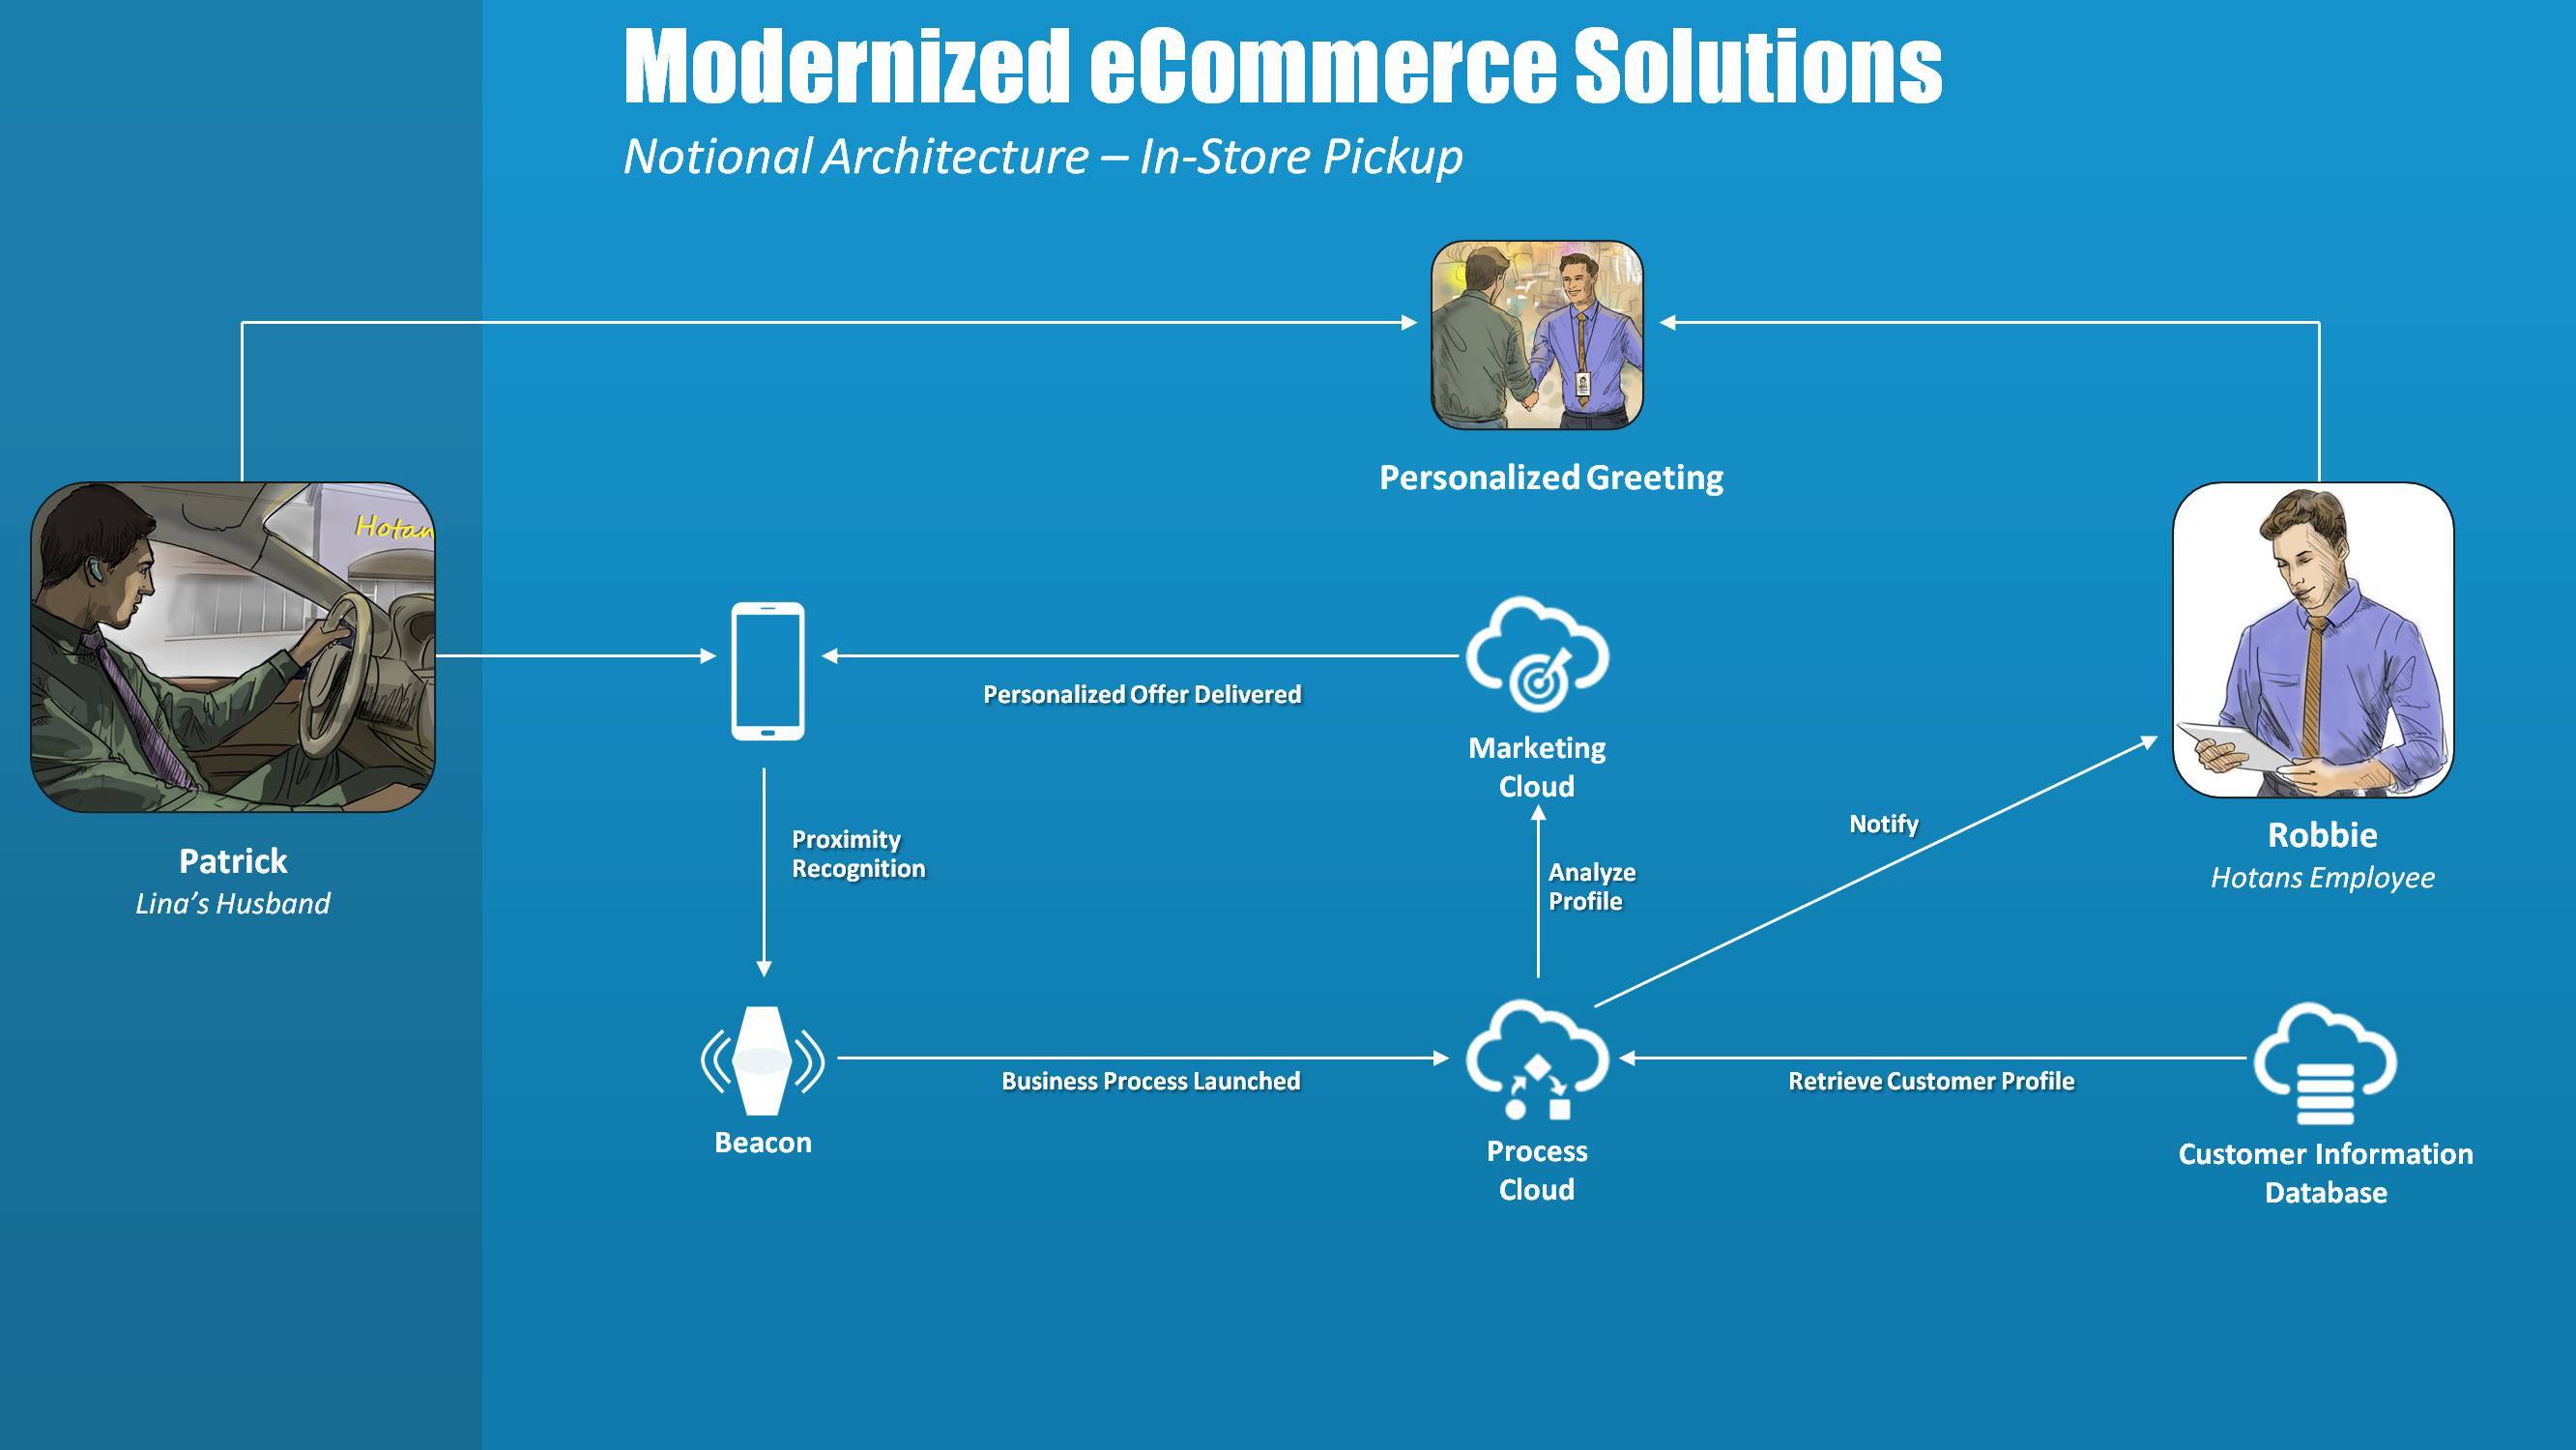 Modernized eCommerce Solutions
Notional Architecture – In-Store Pickup
Personalized Greeting
Hotan
Personalized Offer Delivered
Marketing
Cloud
Patrick
Lina’s Husband
Proximity
Recognition
Analyze
Profile
Notify
Robbie
Hotans Employee
Business Process Launched
Retrieve Customer Profile
Beacon
Process
Cloud
Customer Information
Database